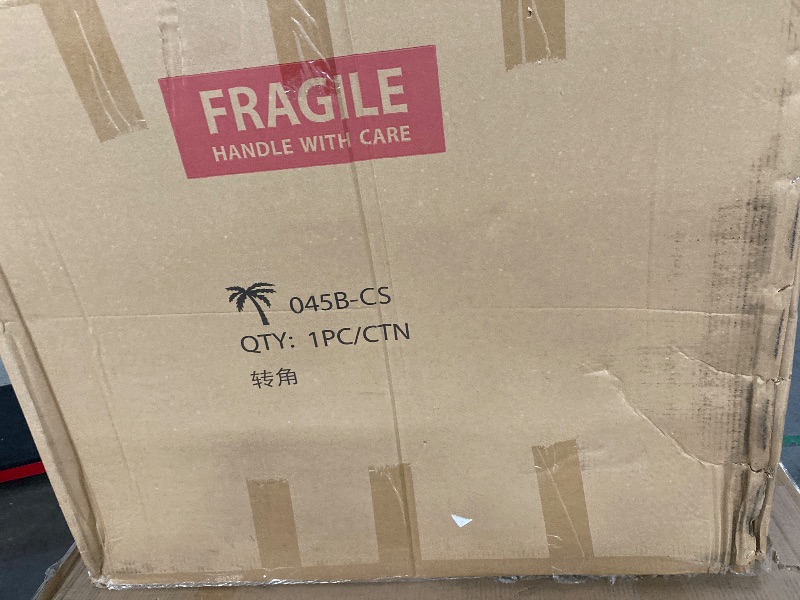 FRAGILE
HANDLE WITH CARE
045B-CS
QTY: 1PC/CTN
转角